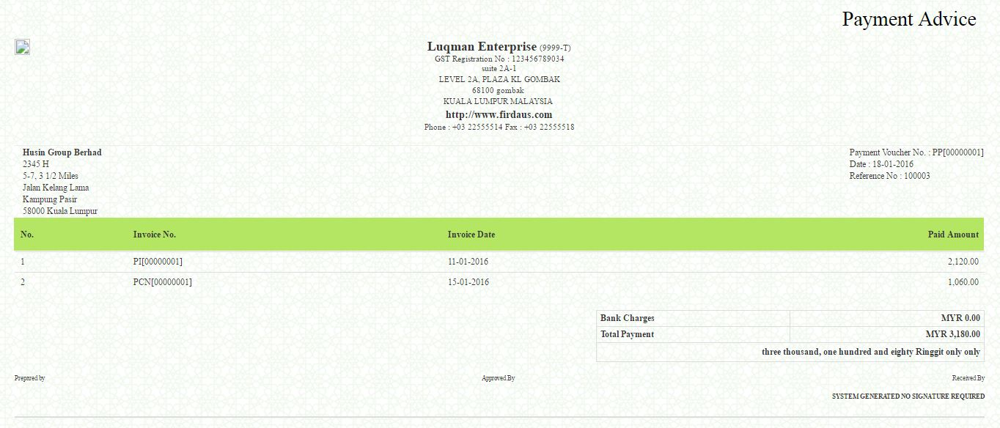 Payment Advice
Luqman Enterprise (9999-T)
GST Registration No : 123456789034
suite 2A-1
LEVEL 2A, PLAZA KL GOMBAK
68100 gombak
KUALA LUMPUR MALAYSIA
http://www.firdaus.com
Phone : +03 22555514 Fax : +03 22555518
Husin Group Berhad
2345 H
5-7, 3 1/2 Miles
Jalan Kelang Lama
Kampung Pasir
58000 Kuala Lumpur
Payment Voucher No. : PP[00000001]
Date : 18-01-2016
Reference No : 100003
No. Invoice No. Invoice Date Paid Amount
1 PI[00000001] 11-01-2016 2,120.00
2 PCN[00000001] 15-01-2016 1,060.00
Bank Charges MYR 0.00
Total Payment MYR 3,180.00
three thousand, one hundred and eighty Ringgit only only
Prepared by Approved By Received By
SYSTEM GENERATED NO SIGNATURE REQUIRED